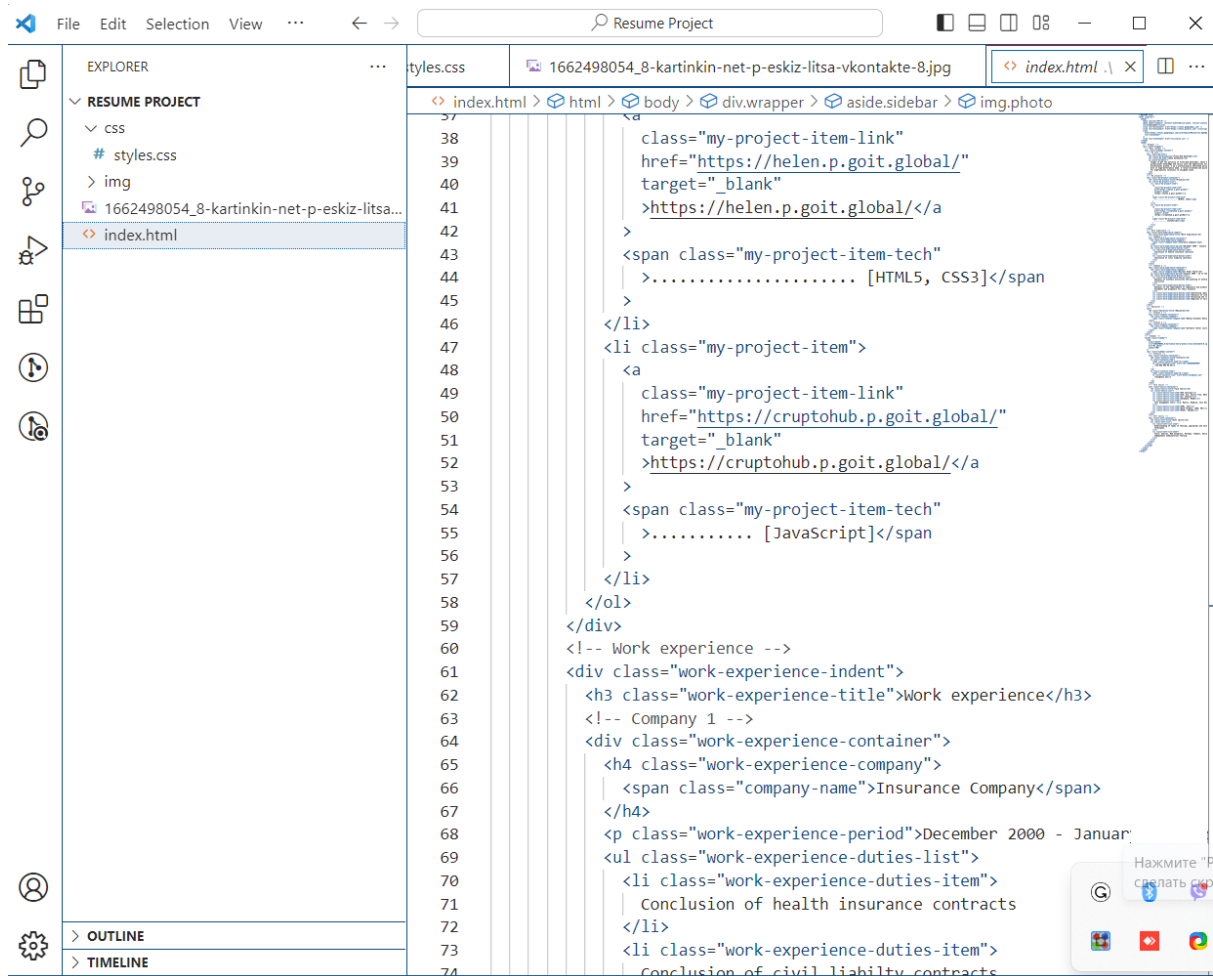 File Edit Selection View ··· Resume Project
EXPLORER ···
RESUME PROJECT
css
# styles.css
img
1662498054_8-kartinkin-net-p-eskiz-litsa...
<> index.html
OUTLINE
TIMELINE
tyles.css 1662498054_8-kartinkin-net-p-eskiz-litsa-vkontakte-8.jpg <> index.html .\ ···
<> index.html > html > body > div.wrapper > aside.sidebar > img.photo
37 <a
38 class="my-project-item-link"
39 href="https://helen.p.goit.global/"
40 target="_blank"
41 >https://helen.p.goit.global/</a
42 >
43 <span class="my-project-item-tech"
44 >...................... [HTML5, CSS3]</span
45 >
46 </li>
47 <li class="my-project-item">
48 <a
49 class="my-project-item-link"
50 href="https://cruptohub.p.goit.global/"
51 target="_blank"
52 >https://cruptohub.p.goit.global/</a
53 >
54 <span class="my-project-item-tech"
55 >........... [JavaScript]</span
56 >
57 </li>
58 </ol>
59 </div>
60 <!-- Work experience -->
61 <div class="work-experience-indent">
62 <h3 class="work-experience-title">Work experience</h3>
63 <!-- Company 1 -->
64 <div class="work-experience-container">
65 <h4 class="work-experience-company">
66 <span class="company-name">Insurance Company</span>
67 </h4>
68 <p class="work-experience-period">December 2000 - January
69 <ul class="work-experience-duties-list">
70 <li class="work-experience-duties-item">
71 Conclusion of health insurance contracts
72 </li>
73 <li class="work-experience-duties-item">
74 Conclusion of civil liabilty contracts
Нажмите "P
сделать скр